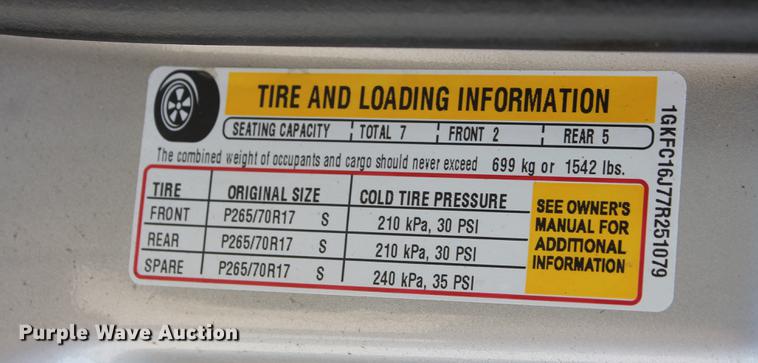 TIRE AND LOADING INFORMATION
SEATING CAPACITY TOTAL 7 FRONT 2 REAR 5
The combined weight of occupants and cargo should never exceed 699 kg or 1542 lbs.
TIRE ORIGINAL SIZE COLD TIRE PRESSURE
FRONT P265/70R17 S 210 kPa, 30 PSI
REAR P265/70R17 S 210 kPa, 30 PSI
SPARE P265/70R17 S 240 kPa, 35 PSI
SEE OWNER'S
MANUAL FOR
ADDITIONAL
INFORMATION
1GKFC16J77R251079
Purple Wave Auction